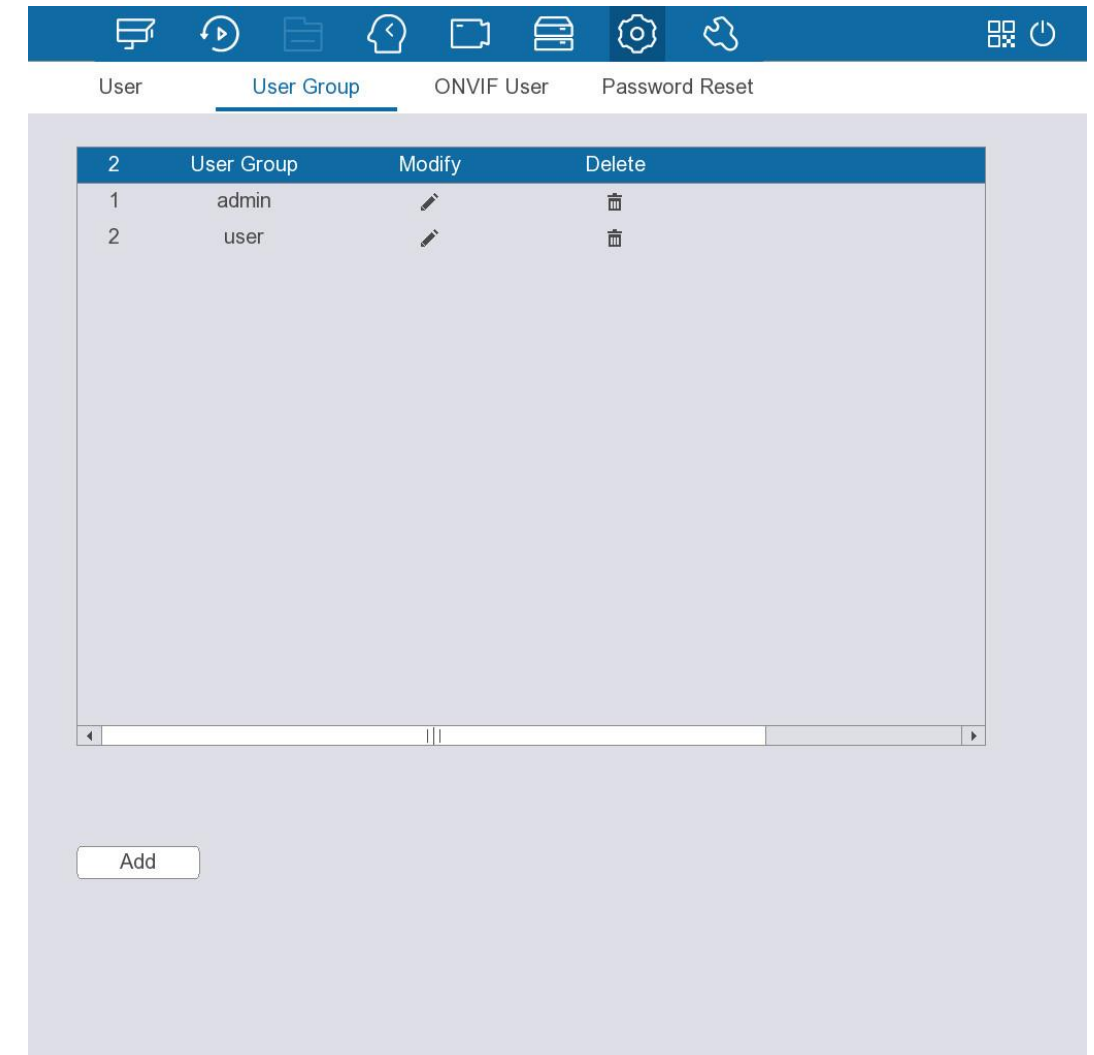 User User Group ONVIF User Password Reset
2 User Group Modify Delete
1 admin
2 user
Add